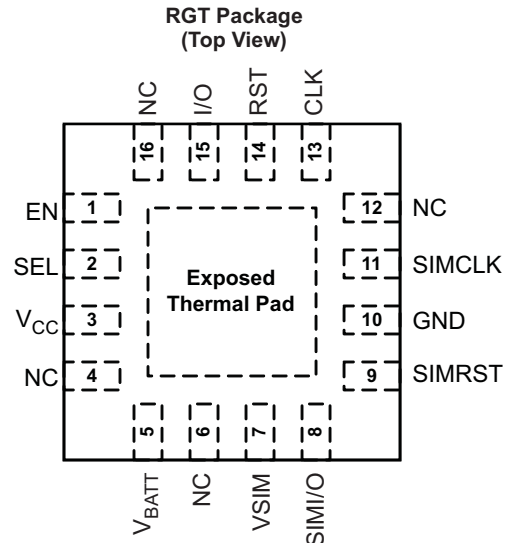 RGT Package
(Top View)
NC I/O RST CLK
16 15 14 13
EN 1
SEL 2
VCC 3
NC 4
12 NC
11 SIMCLK
10 GND
9 SIMRST
Exposed
Thermal Pad
5 6 7 8
VBATT NC VSIM SIMI/O